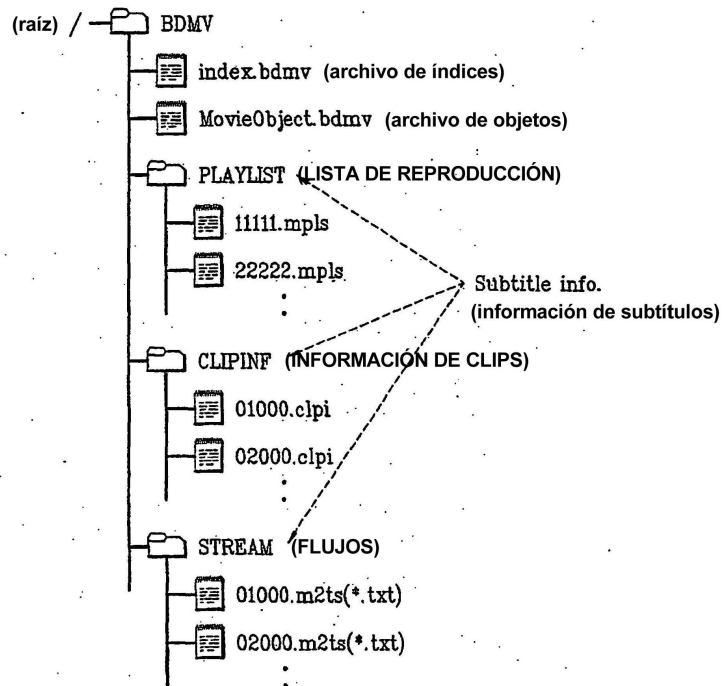 (raíz) / BDMV
index.bdmv (archivo de índices)
MovieObject.bdmv (archivo de objetos)
PLAYLIST (LISTA DE REPRODUCCIÓN)
11111.mpls
22222.mpls
Subtitle info.
(información de subtítulos)
CLIPINF (INFORMACIÓN DE CLIPS)
01000.clpi
02000.clpi
STREAM (FLUJOS)
01000.m2ts(*.txt)
02000.m2ts(*.txt)